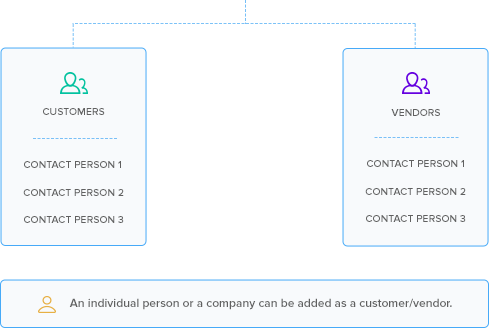 CUSTOMERS
CONTACT PERSON 1
CONTACT PERSON 2
CONTACT PERSON 3
VENDORS
CONTACT PERSON 1
CONTACT PERSON 2
CONTACT PERSON 3
An individual person or a company can be added as a customer/vendor.